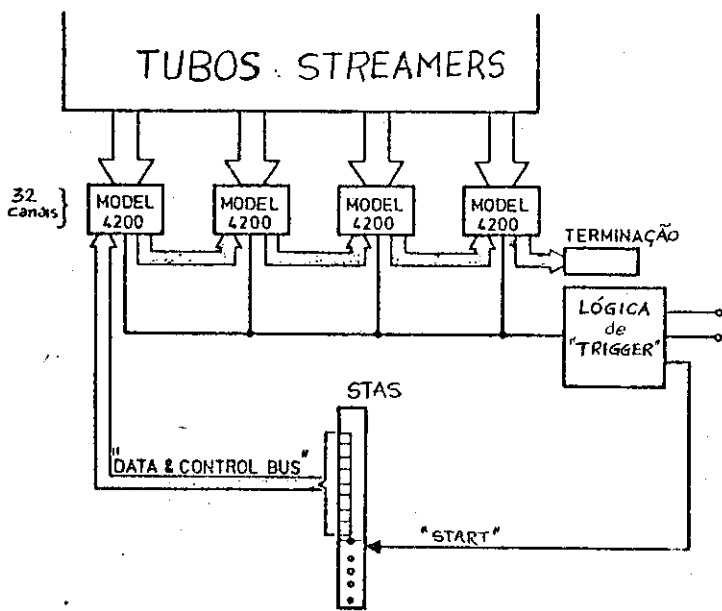 TUBOS STREAMERS
32
canais
MODEL
4200
MODEL
4200
MODEL
4200
MODEL
4200
TERMINAÇÃO
LÓGICA
de
"TRIGGER"
STAS
"DATA & CONTROL BUS"
"START"